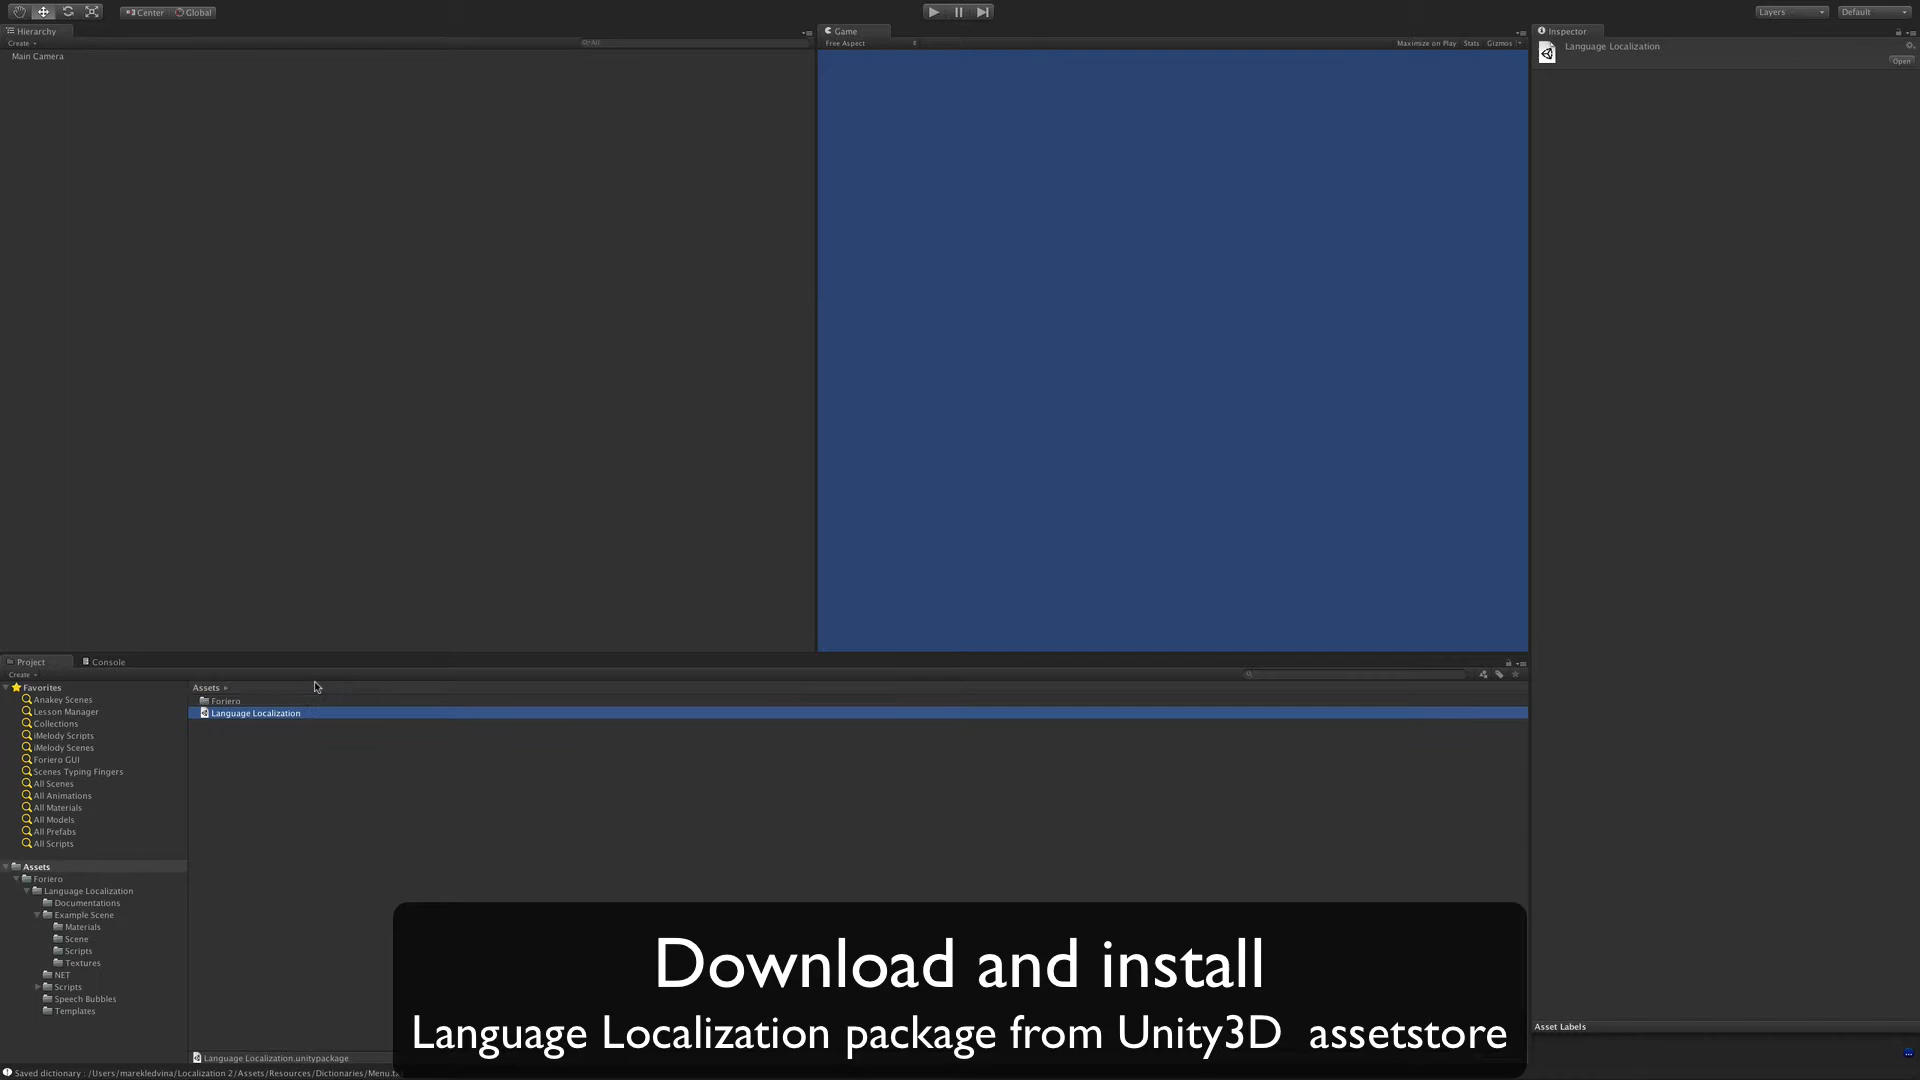 Center
Global
Layers
Default
Hierarchy
Create
All
Main Camera
Game
Free Aspect
Maximize on Play
Stats
Gizmos
Inspector
Language Localization
Open
Project
Console
Create
Favorites
Anakey Scenes
Lesson Manager
Collections
iMelody Scripts
iMelody Scenes
Foriero GUI
Scenes Typing Fingers
All Scenes
All Animations
All Materials
All Models
All Prefabs
All Scripts
Assets
Foriero
Language Localization
Documentations
Example Scene
Materials
Scene
Scripts
Textures
NET
Scripts
Speech Bubbles
Templates
Assets
Foriero
Language Localization
Language Localization.unitypackage
Asset Labels
Download and install
Language Localization package from Unity3D assetstore
Saved dictionary : /Users/marekledvina/Localization 2/Assets/Resources/Dictionaries/Menu.t